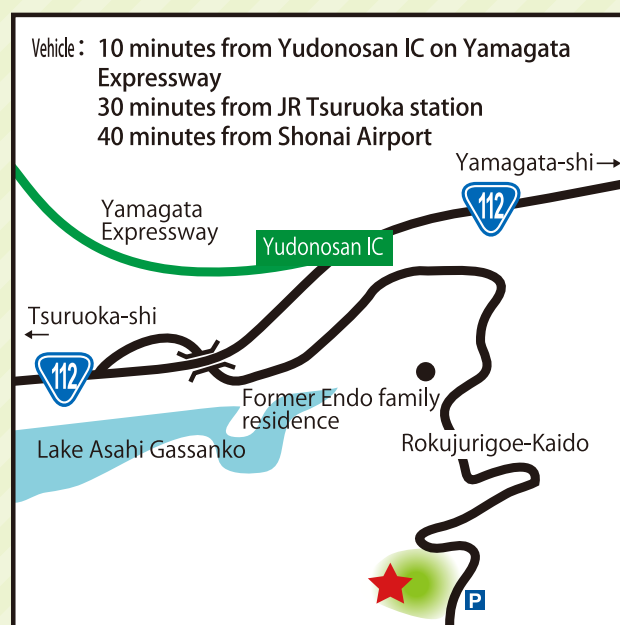 Vehicle: 10 minutes from Yudonosan IC on Yamagata
Expressway
30 minutes from JR Tsuruoka station
40 minutes from Shonai Airport
Yamagata-shi→
112
Yamagata
Expressway
Yudonosan IC
Tsuruoka-shi
←
112
Former Endo family
residence
Rokujurigoe-Kaido
Lake Asahi Gassanko
P